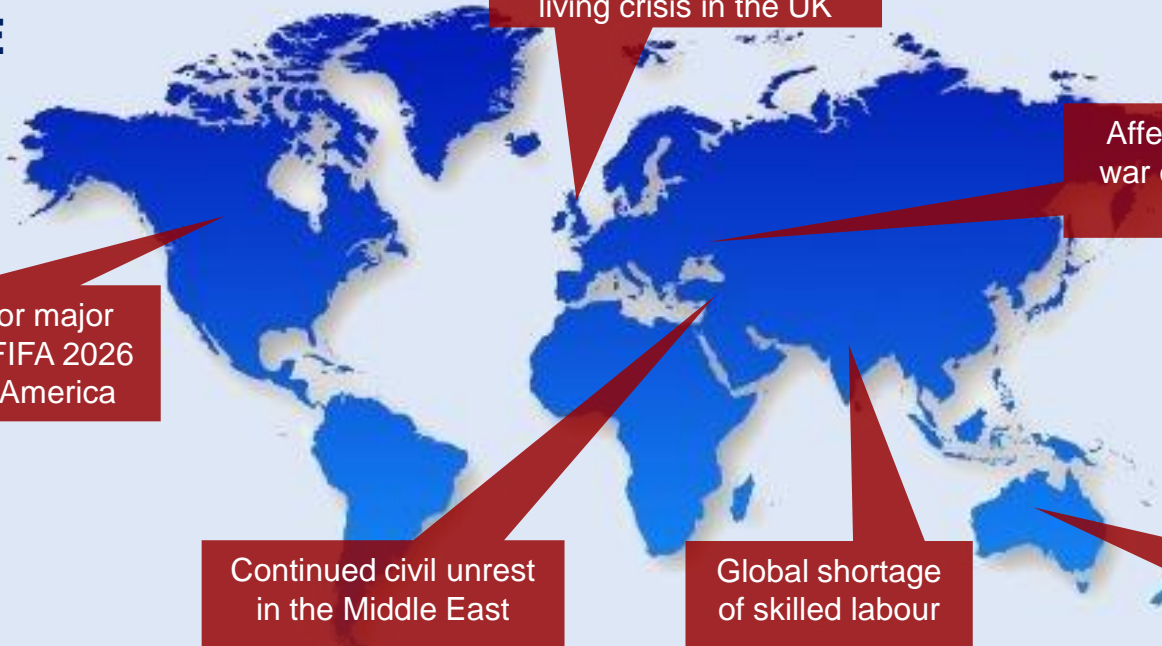 E
living crisis in the UK
Affe
war
or major
FIFA 2026
America
Continued civil unrest
in the Middle East
Global shortage
of skilled labour